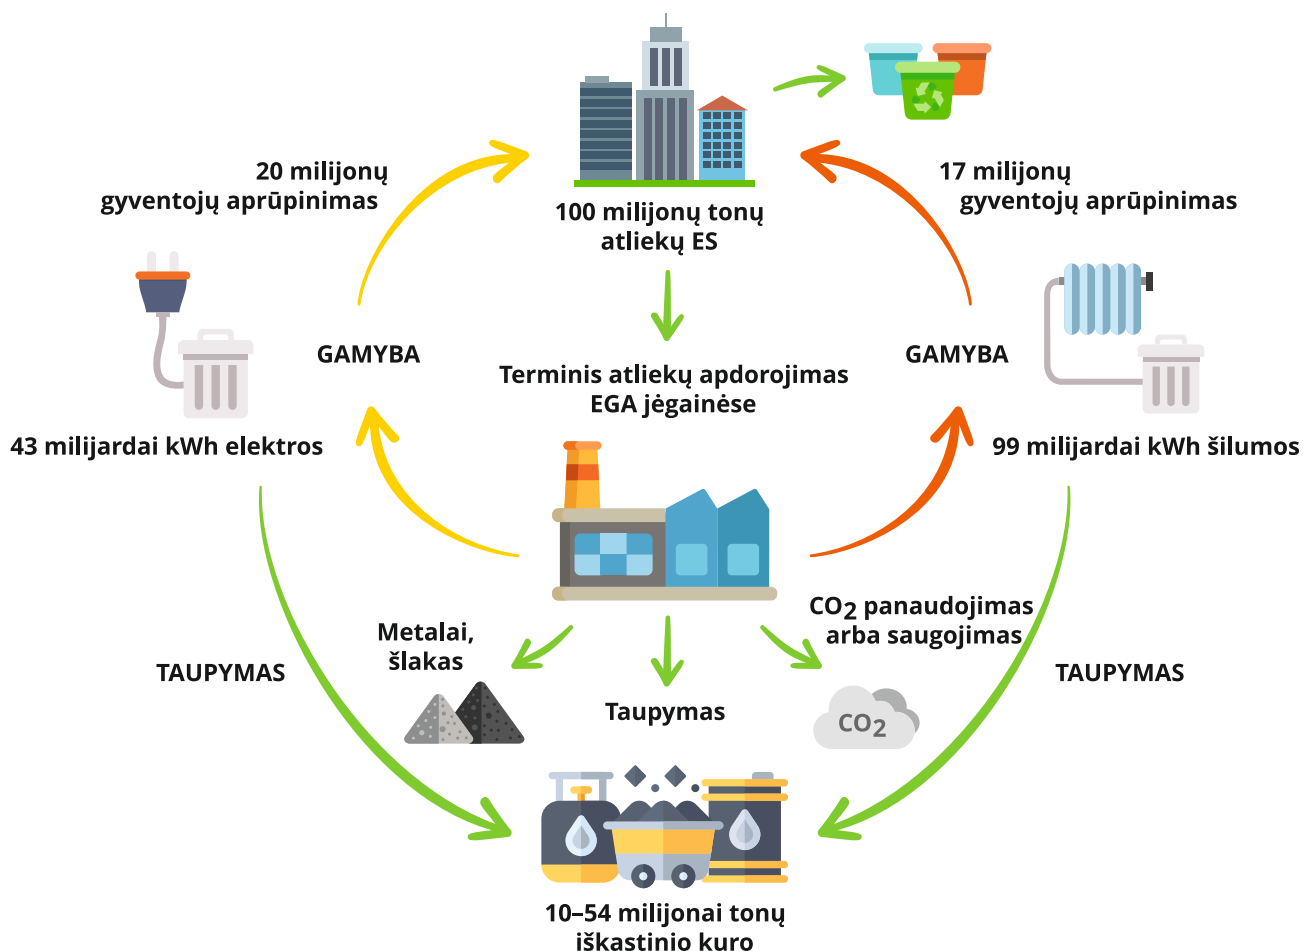 20 milijonų
gyventojų aprūpinimas
17 milijonų
gyventojų aprūpinimas
100 milijonų tonų
atliekų ES
GAMYBA
GAMYBA
Terminis atliekų apdorojimas
EGA jėgainėse
43 milijardai kWh elektros
99 milijardai kWh šilumos
Metalai,
šlakas
CO2 panaudojimas
arba saugojimas
TAUPYMAS
TAUPYMAS
Taupymas
CO2
10–54 milijonai tonų
iškastinio kuro